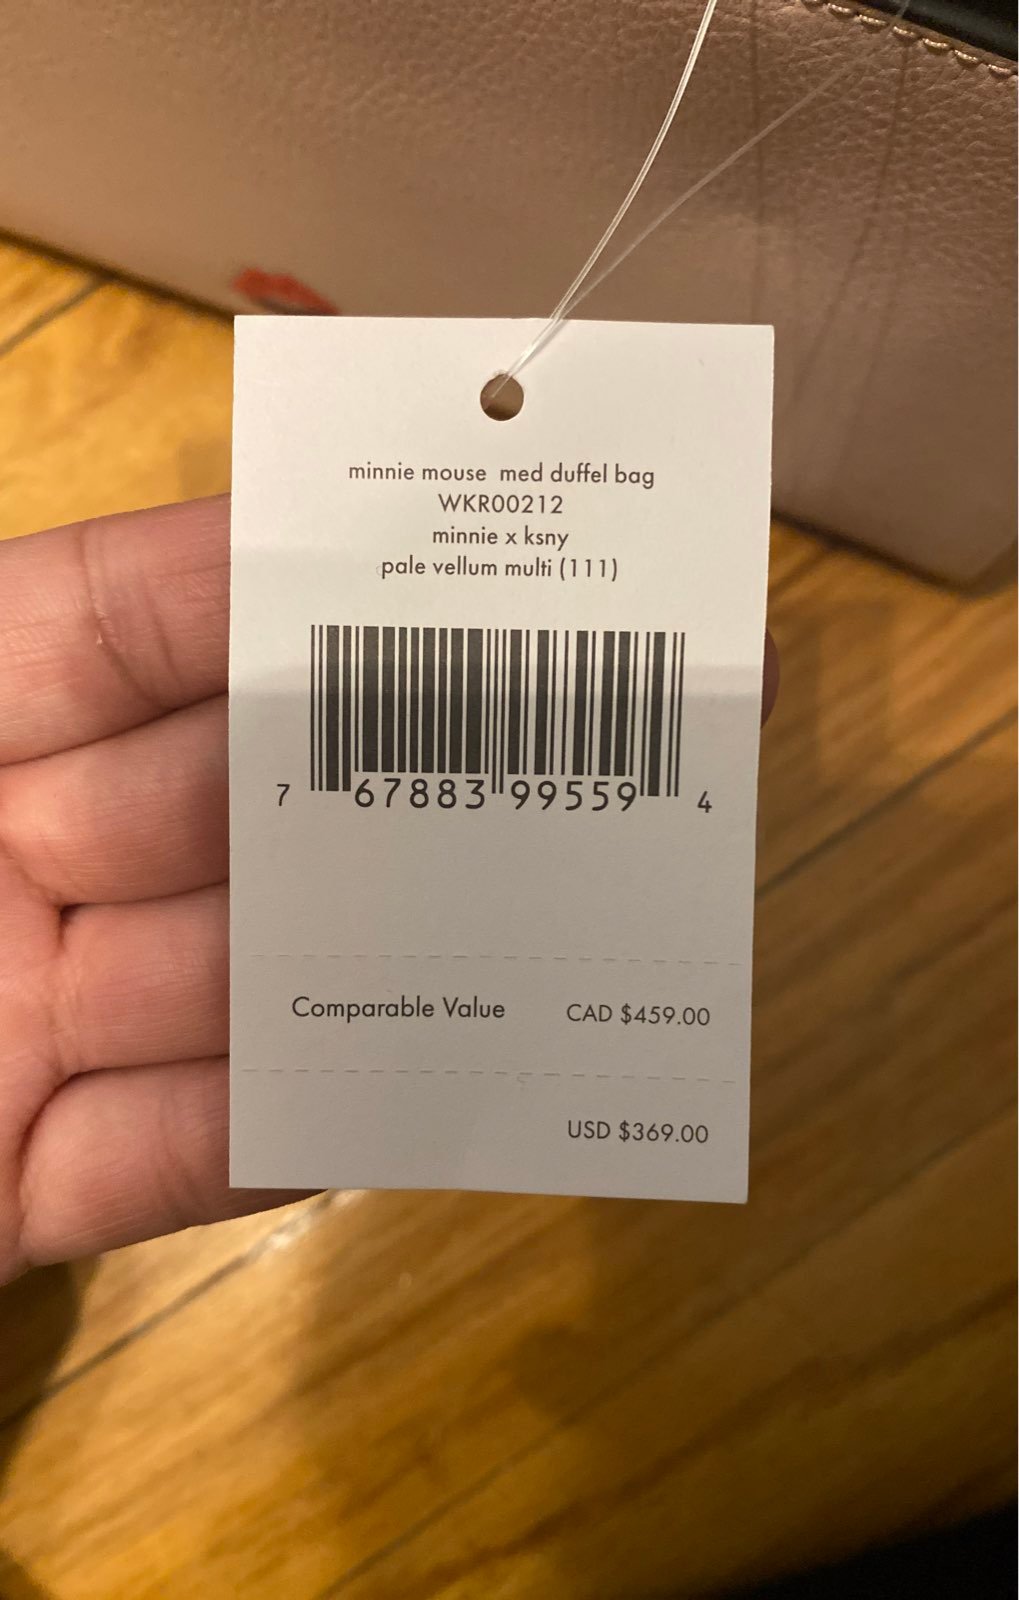 minnie mouse med duffel bag
WKR00212
minnie x ksny
pale vellum multi (111)
7 67883 99559 4
Comparable Value CAD $459.00
USD $369.00